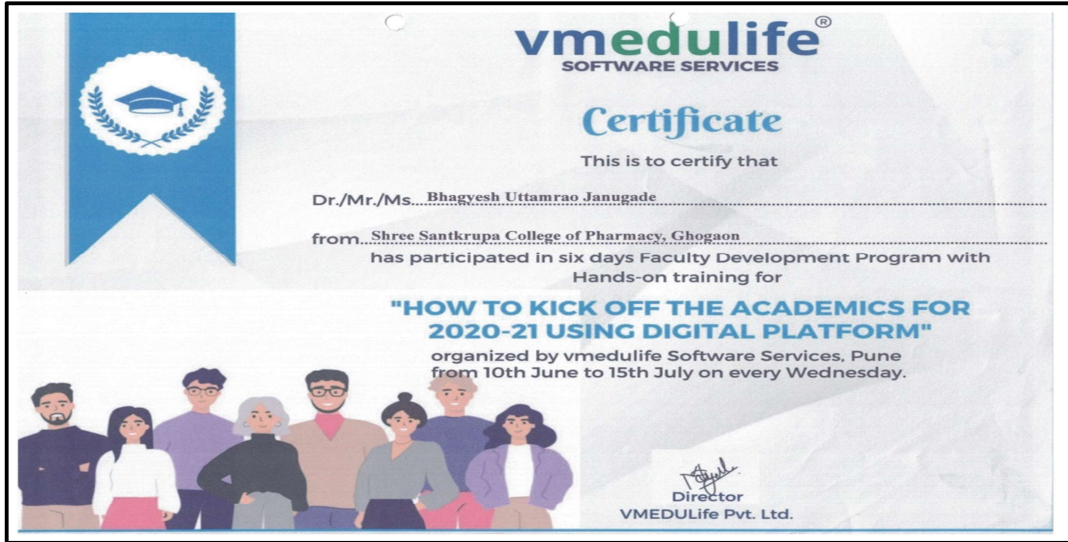 vmedulife®
SOFTWARE SERVICES
Certificate
This is to certify that
Dr./Mr./Ms. Bhagyesh Uttamrao Janugade
from. Shree Santkrupa College of Pharmacy, Ghogaon
has participated in six days Faculty Development Program with
Hands-on training for
"HOW TO KICK OFF THE ACADEMICS FOR
2020-21 USING DIGITAL PLATFORM"
organized by vmedulife Software Services, Pune
from 10th June to 15th July on every Wednesday.
Director
VMEDULife Pvt. Ltd.